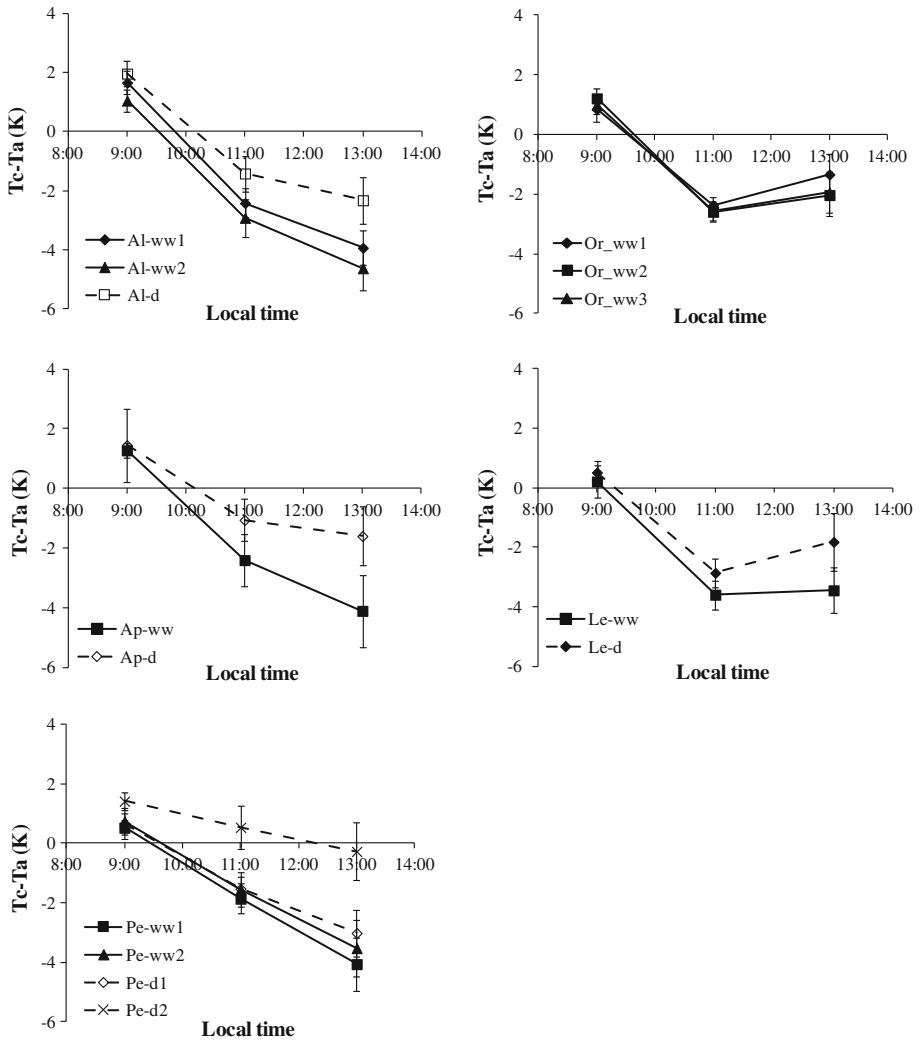 4
2
0
-2
-4
-6
8:00 9:00 10:00 11:00 12:00 13:00 14:00
Tc-Ta (K)
Local time
Al-ww1
Al-ww2
Al-d
4
2
0
-2
-4
-6
8:00 9:00 10:00 11:00 12:00 13:00 14:00
Tc-Ta (K)
Local time
Or_ww1
Or_ww2
Or_ww3
4
2
0
-2
-4
-6
8:00 9:00 10:00 11:00 12:00 13:00 14:00
Tc-Ta (K)
Local time
Ap-ww
Ap-d
4
2
0
-2
-4
-6
8:00 9:00 10:00 11:00 12:00 13:00 14:00
Tc-Ta (K)
Local time
Le-ww
Le-d
4
2
0
-2
-4
-6
8:00 9:00 10:00 11:00 12:00 13:00 14:00
Tc-Ta (K)
Local time
Pe-ww1
Pe-ww2
Pe-d1
Pe-d2